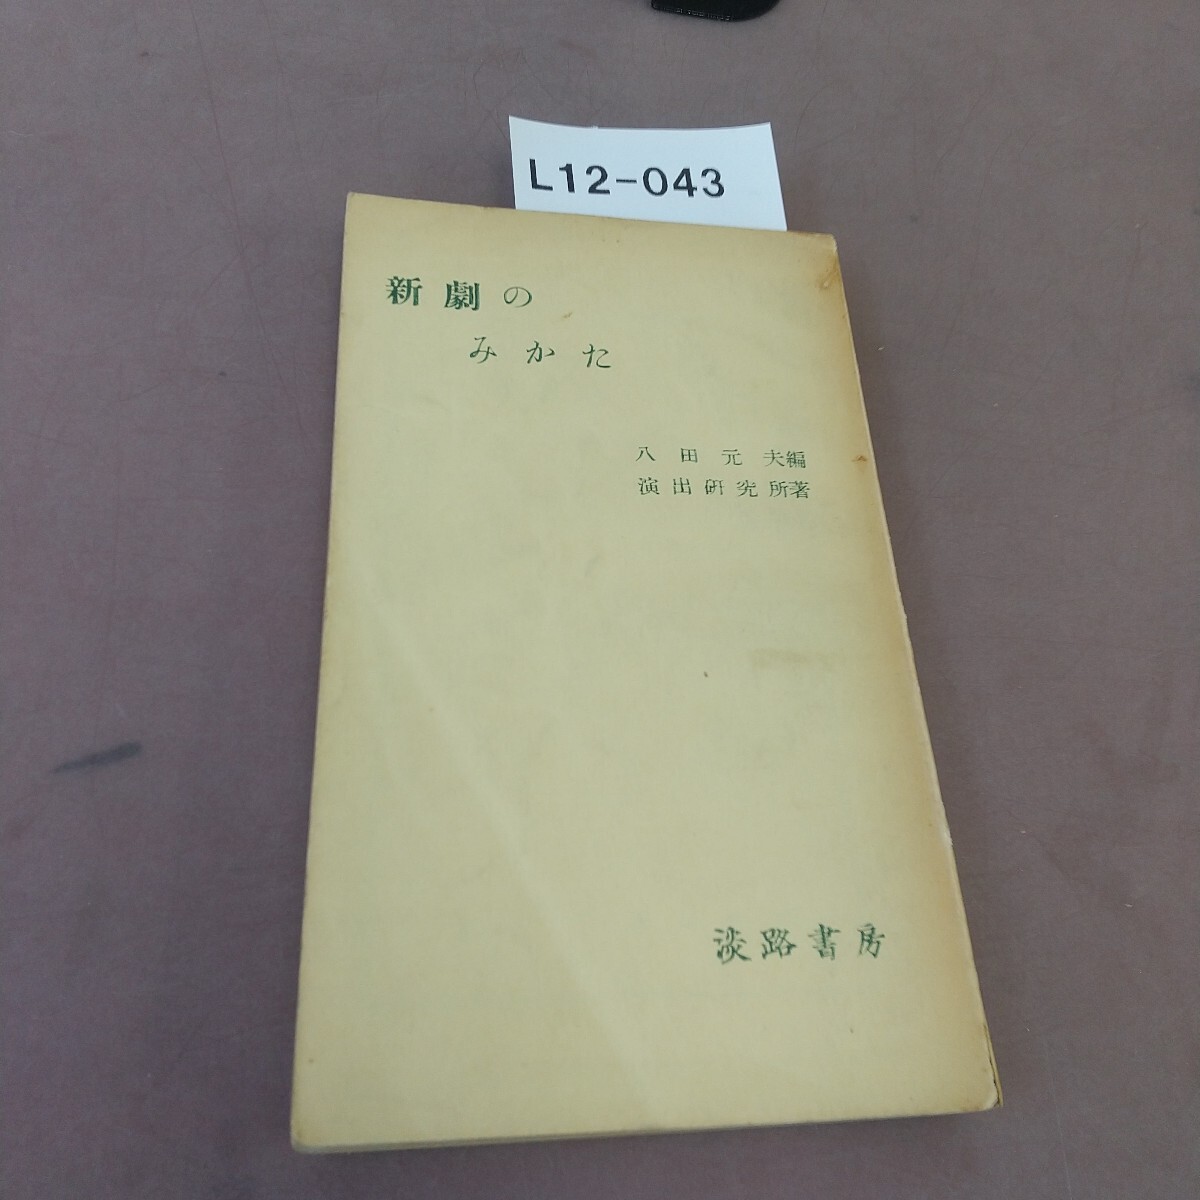 L12-043
新劇の
みかた
八田元夫編
演出研究所著
淡路書房